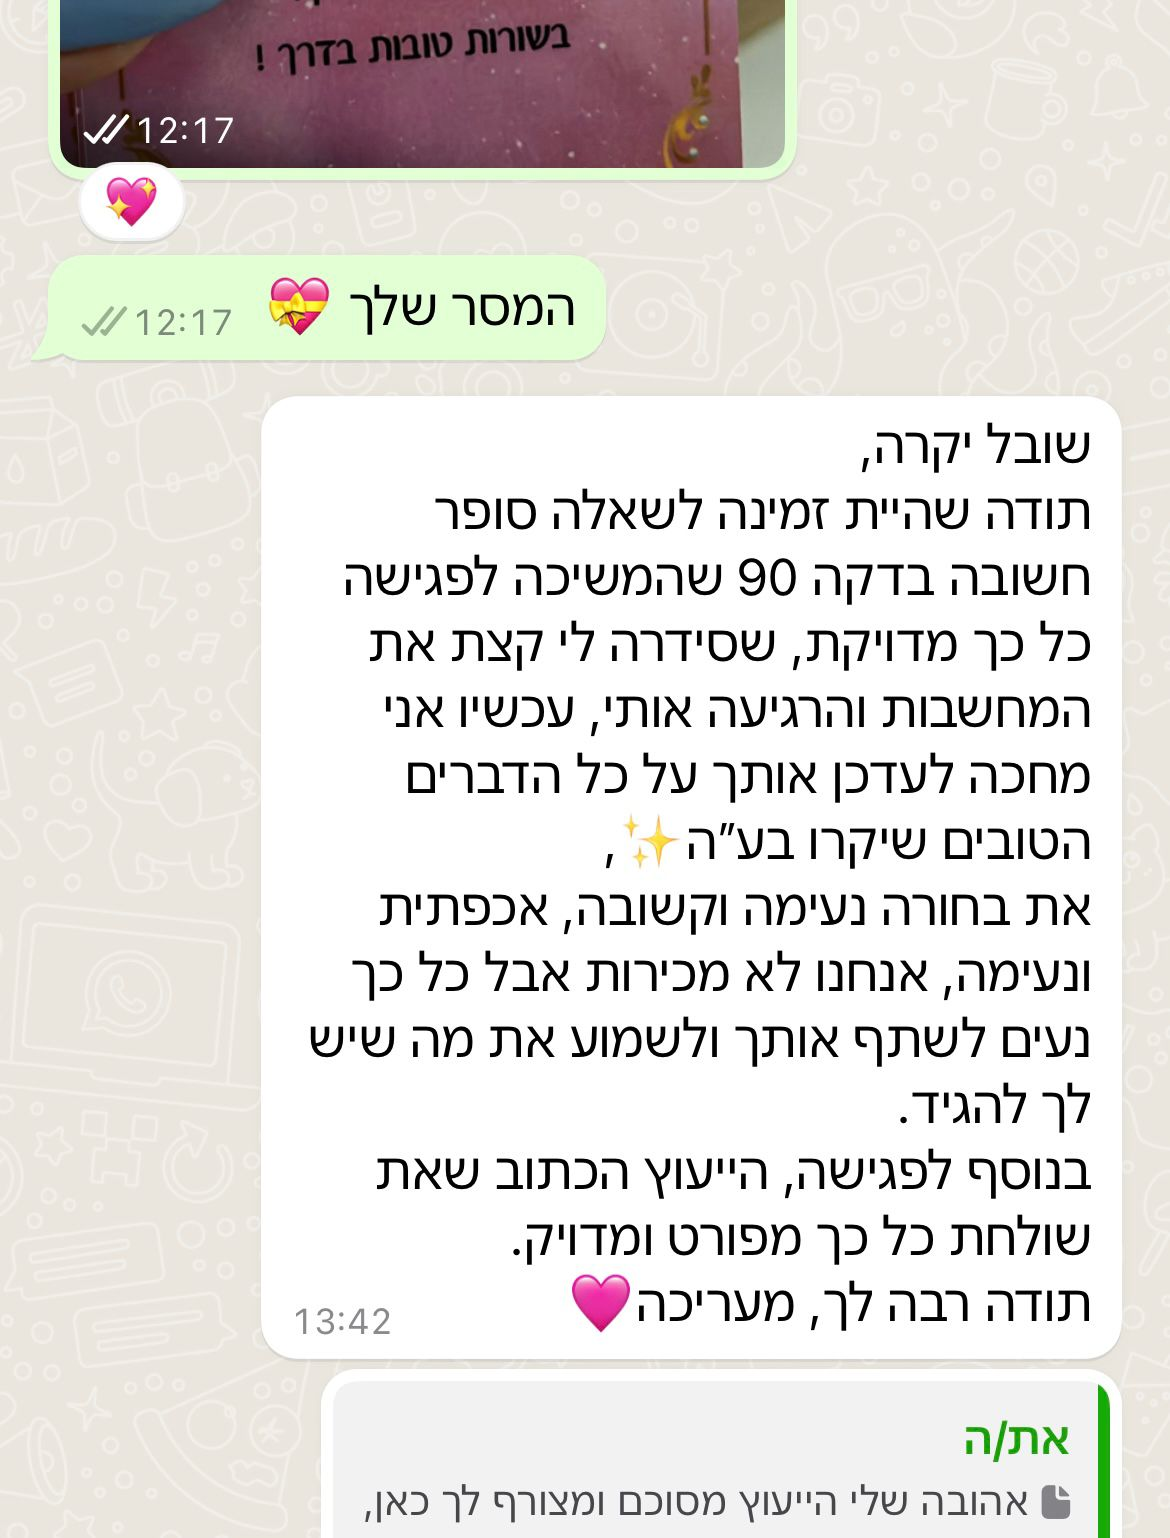 בשורות טובות בדרך !
12:17
המסר שלך 💝
12:17
שובל יקרה,
תודה שהיית זמינה לשאלה סופר
חשובה בדקה 90 שהמשיכה לפגישה
כל כך מדויקת, שסידרה לי קצת את
המחשבות והרגיעה אותי, עכשיו אני
מחכה לעדכן אותך על כל הדברים
הטובים שיקרו בע״ה✨,
את בחורה נעימה וקשובה, אכפתית
ונעימה, אנחנו לא מכירות אבל כל כך
נעים לשתף אותך ולשמוע את מה שיש
לך להגיד.
בנוסף לפגישה, הייעוץ הכתוב שאת
שולחת כל כך מפורט ומדויק.
תודה רבה לך, מעריכה🩷
13:42
את/ה
אהובה שלי הייעוץ מסוכם ומצורף לך כאן,